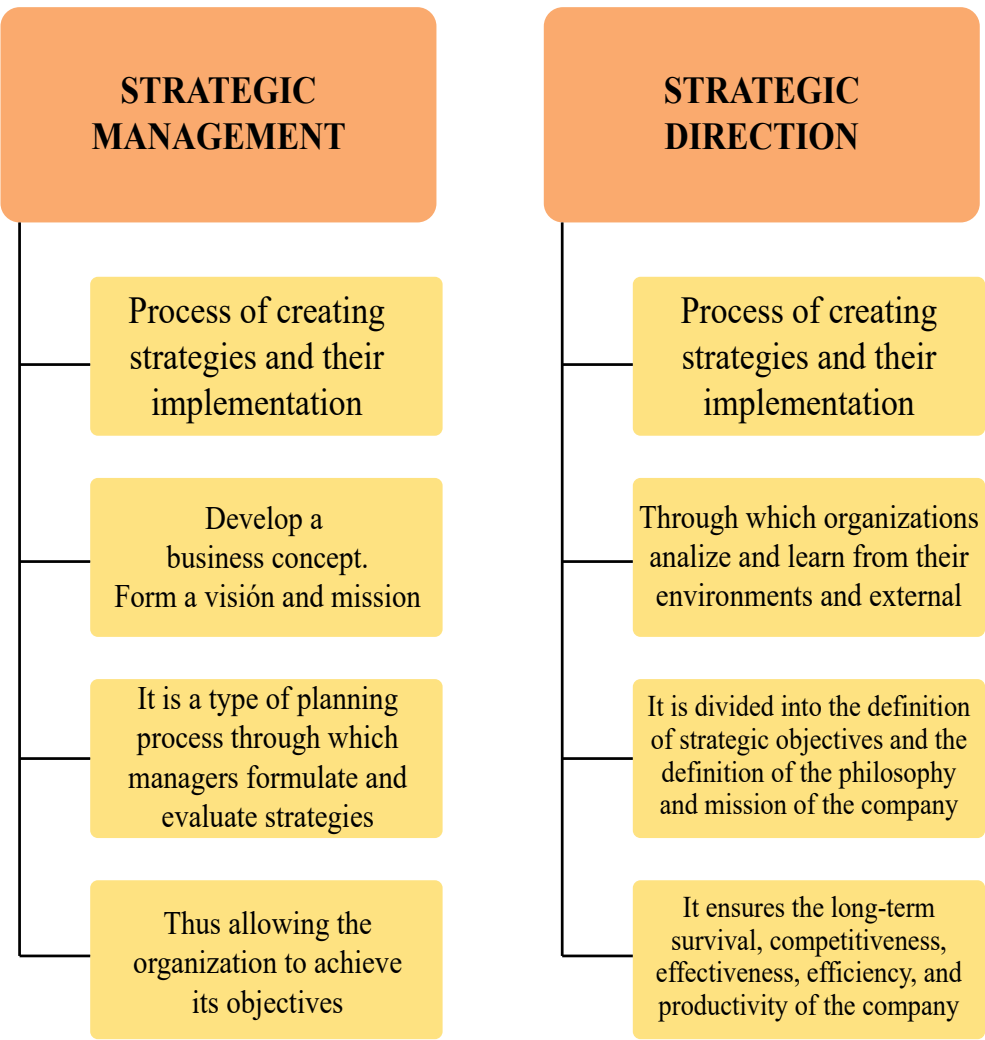 STRATEGIC
MANAGEMENT
Process of creating
strategies and their
implementation
Develop a
business concept.
Form a visión and mission
It is a type of planning
process through which
managers formulate and
evaluate strategies
Thus allowing the
organization to achieve
its objectives
STRATEGIC
DIRECTION
Process of creating
strategies and their
implementation
Through which organizations
analize and learn from their
environments and external
It is divided into the definition
of strategic objectives and the
definition of the philosophy
and mission of the company
It ensures the long-term
survival, competitiveness,
effectiveness, efficiency, and
productivity of the company